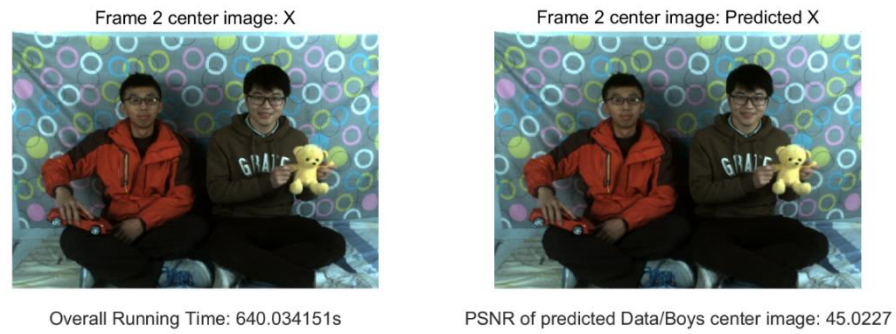 Frame 2 center image: X
Frame 2 center image: Predicted X
Overall Running Time: 640.034151s
PSNR of predicted Data/Boys center image: 45.0227